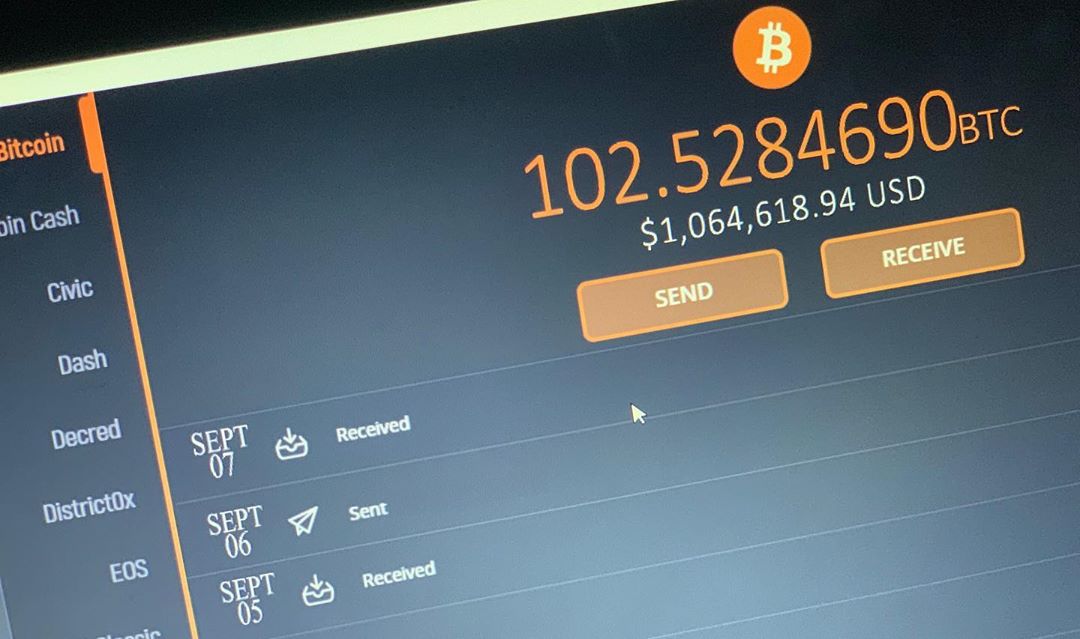 Bitcoin
oin Cash
Civic
Dash
Decred
District0x
EOS
102.5284690BTC
$1,064,618.94 USD
SEND
RECEIVE
SEPT
07
Received
SEPT
06
Sent
SEPT
05
Received